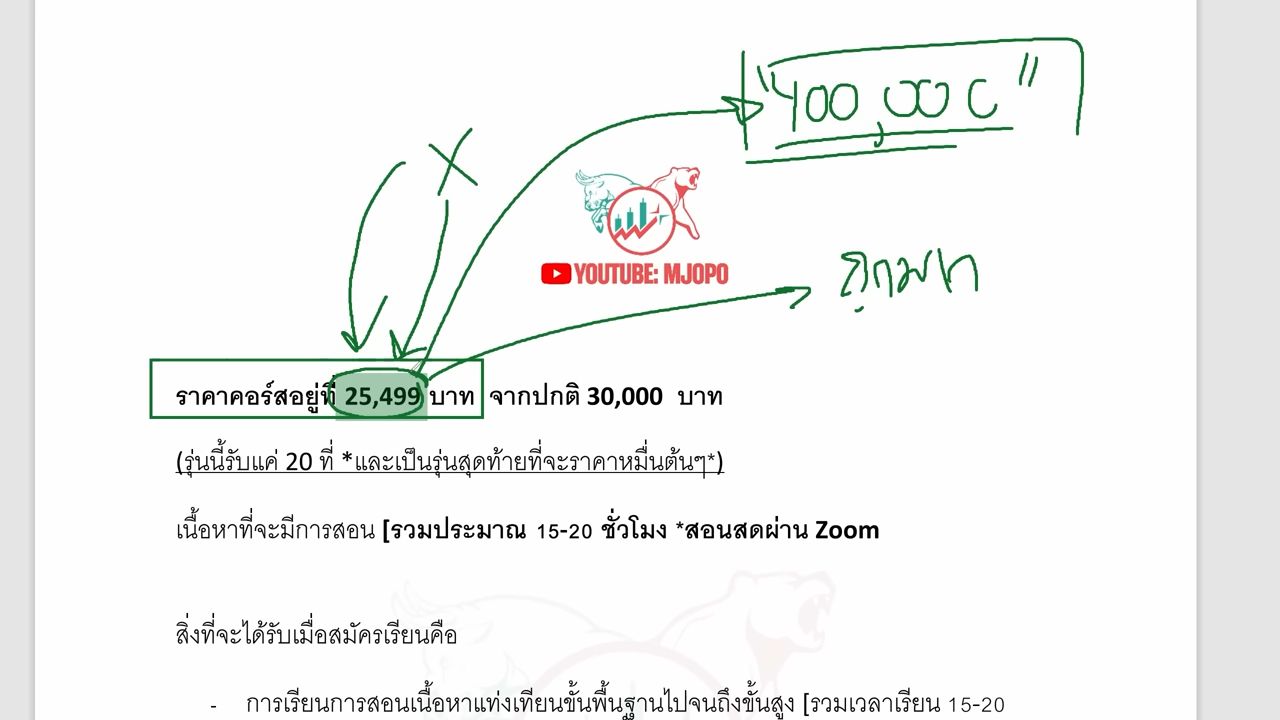 "400,000"
YOUTUBE: MJOPO
ถูกมาก
ราคาคอร์สอยู่ที่ 25,499 บาท จากปกติ 30,000 บาท
(รุ่นนี้รับแค่ 20 ที่ *และเป็นรุ่นสุดท้ายที่จะราคาหมื่นต้นๆ*)
เนื้อหาที่จะมีการสอน [รวมประมาณ 15-20 ชั่วโมง *สอนสดผ่าน Zoom
สิ่งที่จะได้รับเมื่อสมัครเรียนคือ
- การเรียนการสอนเนื้อหาแท่งเทียนขั้นพื้นฐานไปจนถึงขั้นสูง [รวมเวลาเรียน 15-20